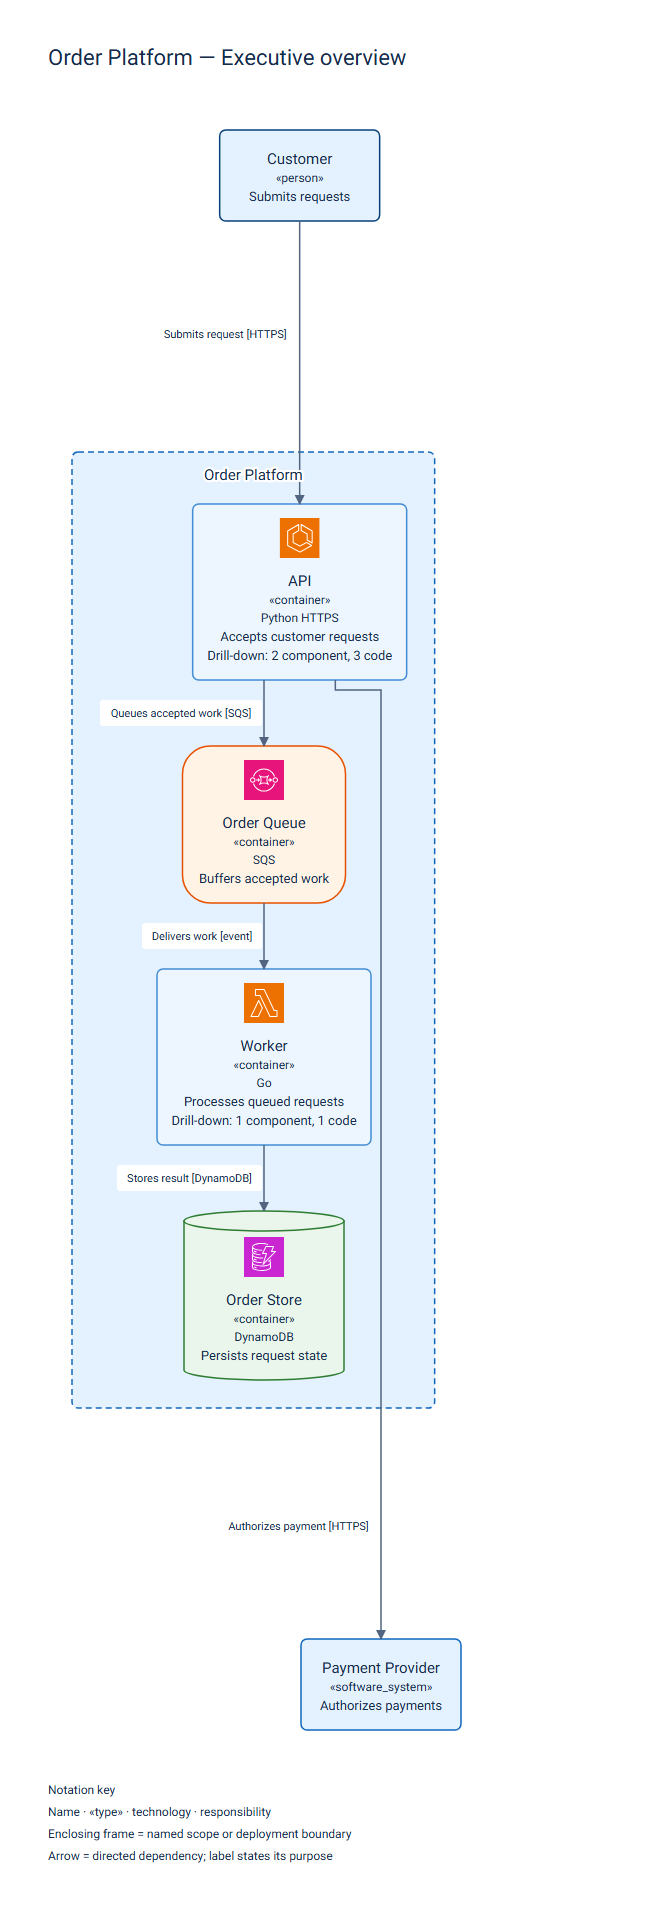 Order Platform — Executive overview
Customer
«person»
Submits requests
Submits request [HTTPS]
Order Platform
API
«container»
Python HTTPS
Accepts customer requests
Drill-down: 2 component, 3 code
Queues accepted work [SQS]
Order Queue
«container»
SQS
Buffers accepted work
Delivers work [event]
Worker
«container»
Go
Processes queued requests
Drill-down: 1 component, 1 code
Stores result [DynamoDB]
Order Store
«container»
DynamoDB
Persists request state
Authorizes payment [HTTPS]
Payment Provider
«software_system»
Authorizes payments
Notation key
Name · «type» · technology · responsibility
Enclosing frame = named scope or deployment boundary
Arrow = directed dependency; label states its purpose